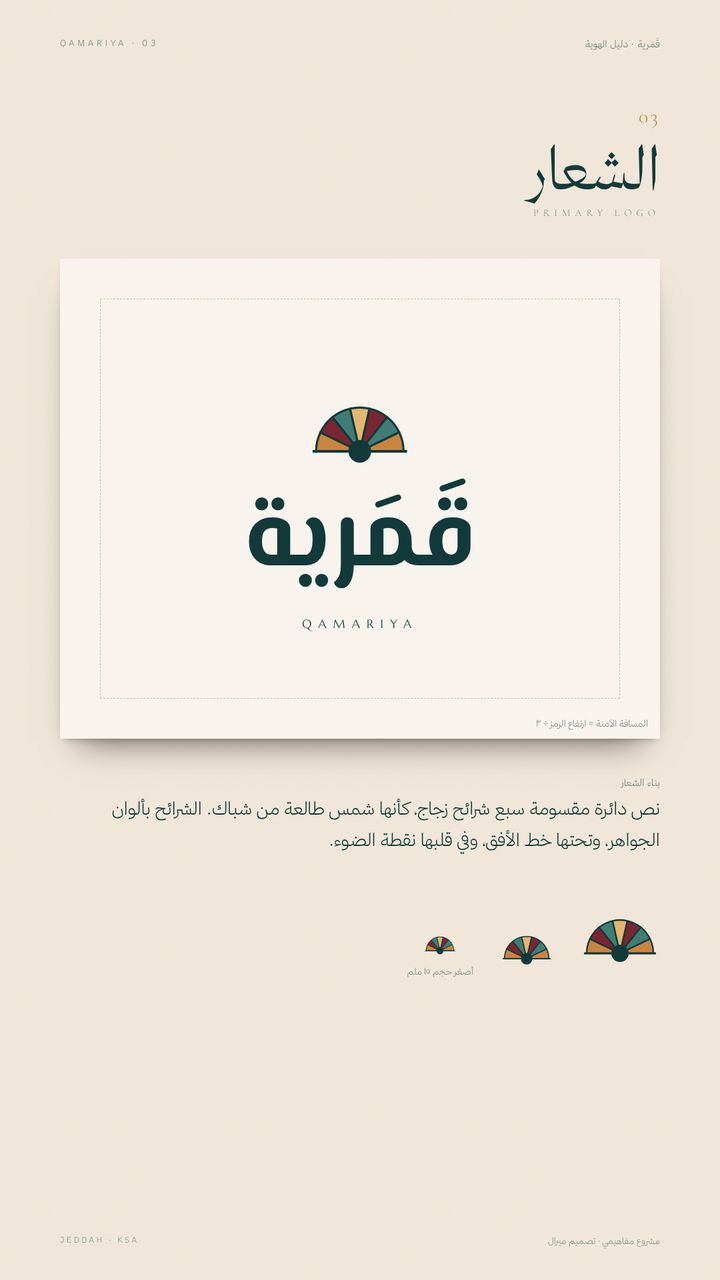 قمرية · دليل الهوية
QAMARIYA · 03
03
الشعار
PRIMARY LOGO
قَمَرية
QAMARIYA
المسافة الآمنة = ارتفاع الرمز ÷ ٢
بناء الشعار
نص دائرة مقسومة سبع شرائح زجاج، كأنها شمس طالعة من شباك. الشرائح بألوان
الجواهر، وتحتها خط الأفق، وفي قلبها نقطة الضوء.
أصغر حجم ١٥ ملم
مشروع مفاهيمي · تصميم ميرال
JEDDAH · KSA